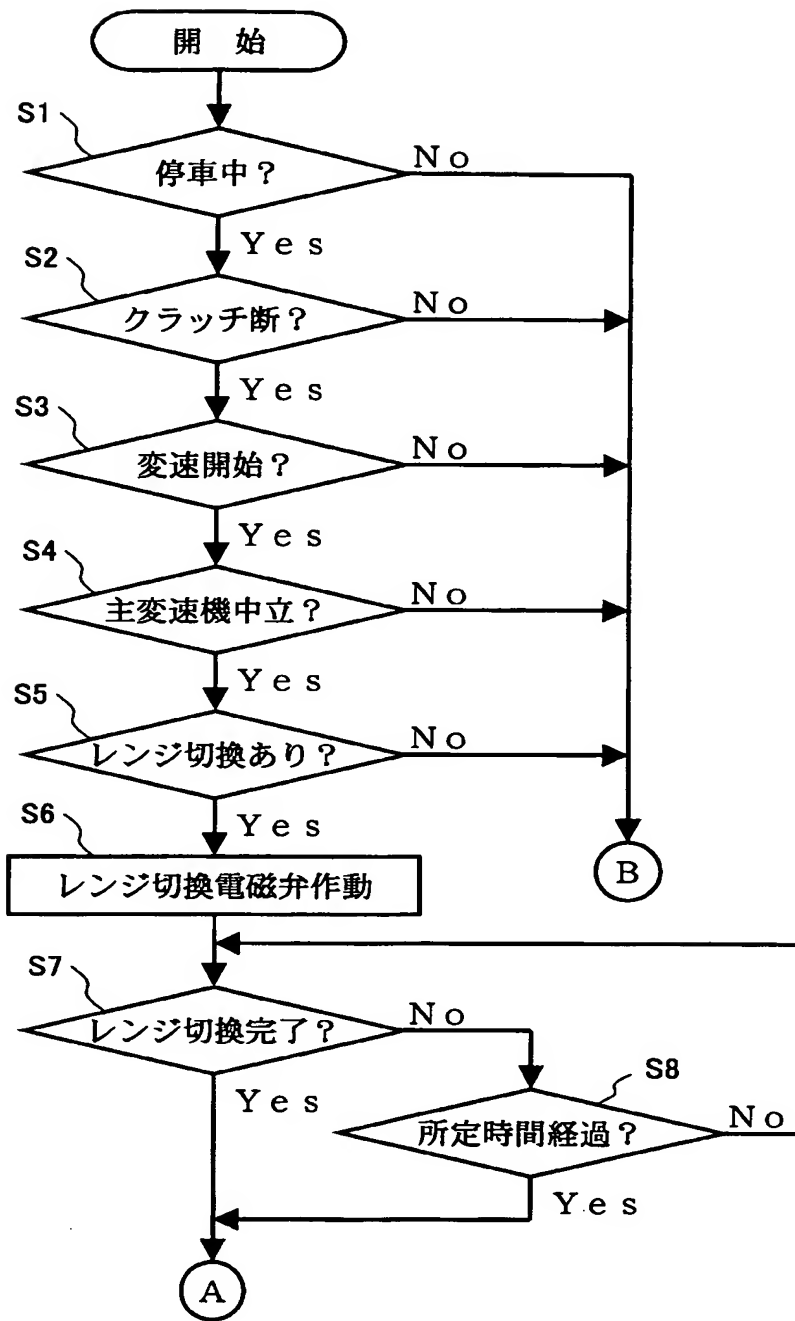 開 始
S1
停車中?
No
Yes
S2
クラッチ断?
No
Yes
S3
変速開始?
No
Yes
S4
主変速機中立?
No
Yes
S5
レンジ切換あり?
No
Yes
S6
レンジ切換電磁弁作動
B
S7
レンジ切換完了?
No
Yes
S8
所定時間経過?
No
Yes
A